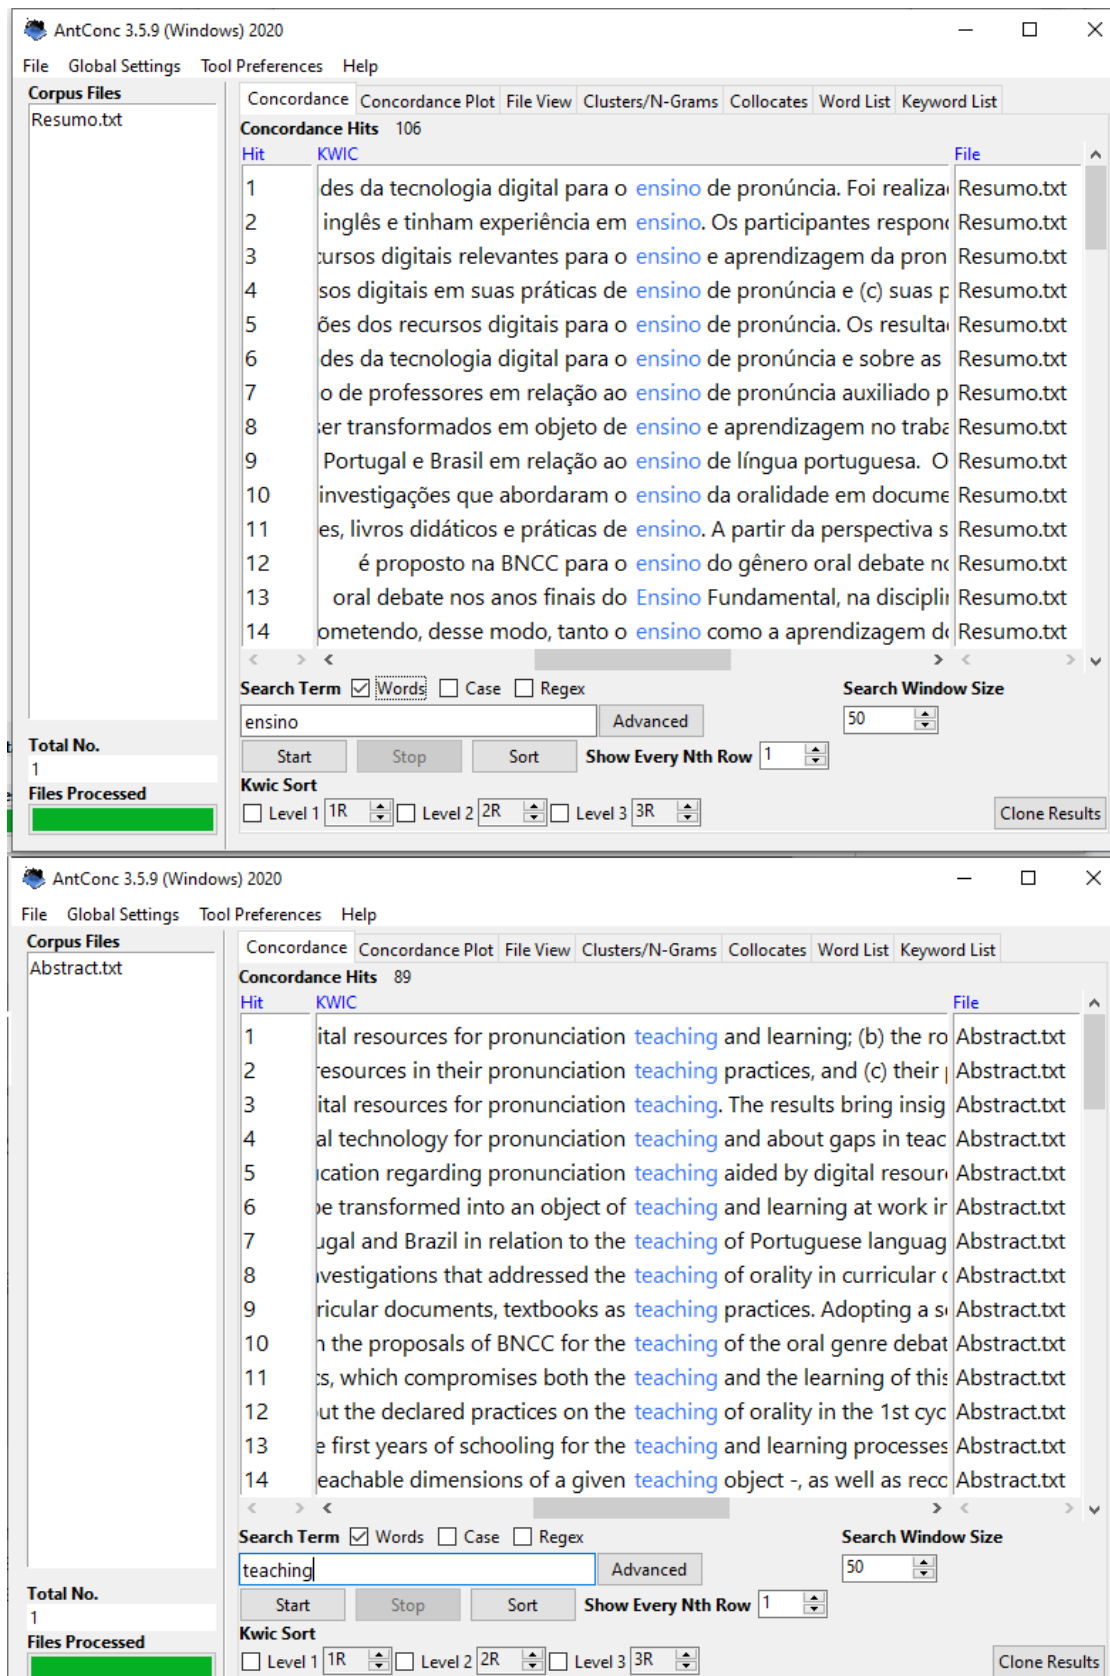 AntConc 3.5.9 (Windows) 2020
File Global Settings Tool Preferences Help
Corpus Files
Resumo.txt
Concordance Concordance Plot File View Clusters/N-Grams Collocates Word List Keyword List
Concordance Hits 106
Hit KWIC File
1 des da tecnologia digital para o ensino de pronúncia. Foi realiza Resumo.txt
2 inglês e tinham experiência em ensino. Os participantes respon Resumo.txt
3 cursos digitais relevantes para o ensino e aprendizagem da pron Resumo.txt
4 sos digitais em suas práticas de ensino de pronúncia e (c) suas p Resumo.txt
5 ões dos recursos digitais para o ensino de pronúncia. Os resulta Resumo.txt
6 des da tecnologia digital para o ensino de pronúncia e sobre as Resumo.txt
7 o de professores em relação ao ensino de pronúncia auxiliado p Resumo.txt
8 ser transformados em objeto de ensino e aprendizagem no traba Resumo.txt
9 Portugal e Brasil em relação ao ensino de língua portuguesa. O Resumo.txt
10 investigações que abordaram o ensino da oralidade em docume Resumo.txt
11 es, livros didáticos e práticas de ensino. A partir da perspectiva s Resumo.txt
12 é proposto na BNCC para o ensino do gênero oral debate no Resumo.txt
13 oral debate nos anos finais do Ensino Fundamental, na disciplin Resumo.txt
14 ometendo, desse modo, tanto o ensino como a aprendizagem do Resumo.txt
Search Term Words Case Regex Search Window Size
ensino Advanced 50
Total No.
1
Start Stop Sort Show Every Nth Row 1
Files Processed
Kwic Sort
Level 1 1R Level 2 2R Level 3 3R Clone Results
AntConc 3.5.9 (Windows) 2020
File Global Settings Tool Preferences Help
Corpus Files
Abstract.txt
Concordance Concordance Plot File View Clusters/N-Grams Collocates Word List Keyword List
Concordance Hits 89
Hit KWIC File
1 ital resources for pronunciation teaching and learning; (b) the ro Abstract.txt
2 resources in their pronunciation teaching practices, and (c) their Abstract.txt
3 ital resources for pronunciation teaching. The results bring insig Abstract.txt
4 al technology for pronunciation teaching and about gaps in teac Abstract.txt
5 ucation regarding pronunciation teaching aided by digital resour Abstract.txt
6 be transformed into an object of teaching and learning at work in Abstract.txt
7 ugal and Brazil in relation to the teaching of Portuguese languag Abstract.txt
8 nvestigations that addressed the teaching of orality in curricular Abstract.txt
9 rricular documents, textbooks as teaching practices. Adopting a s Abstract.txt
10 n the proposals of BNCC for the teaching of the oral genre debat Abstract.txt
11 ts, which compromises both the teaching and the learning of this Abstract.txt
12 out the declared practices on the teaching of orality in the 1st cyc Abstract.txt
13 e first years of schooling for the teaching and learning processes Abstract.txt
14 eachable dimensions of a given teaching object -, as well as reco Abstract.txt
Search Term Words Case Regex Search Window Size
teaching Advanced 50
Total No.
1
Start Stop Sort Show Every Nth Row 1
Files Processed
Kwic Sort
Level 1 1R Level 2 2R Level 3 3R Clone Results